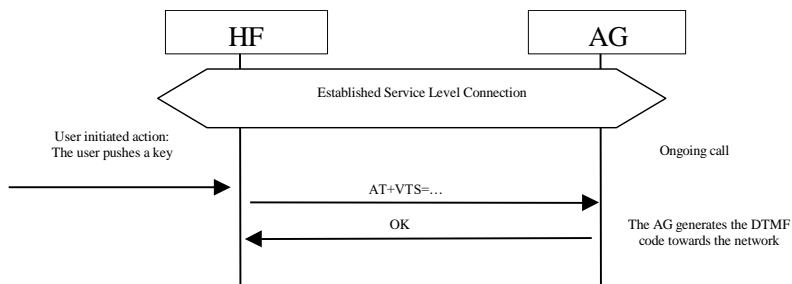 HF
AG
Established Service Level Connection
User initiated action:
The user pushes a key
Ongoing call
AT+VTS=…
OK
The AG generates the DTMF
code towards the network